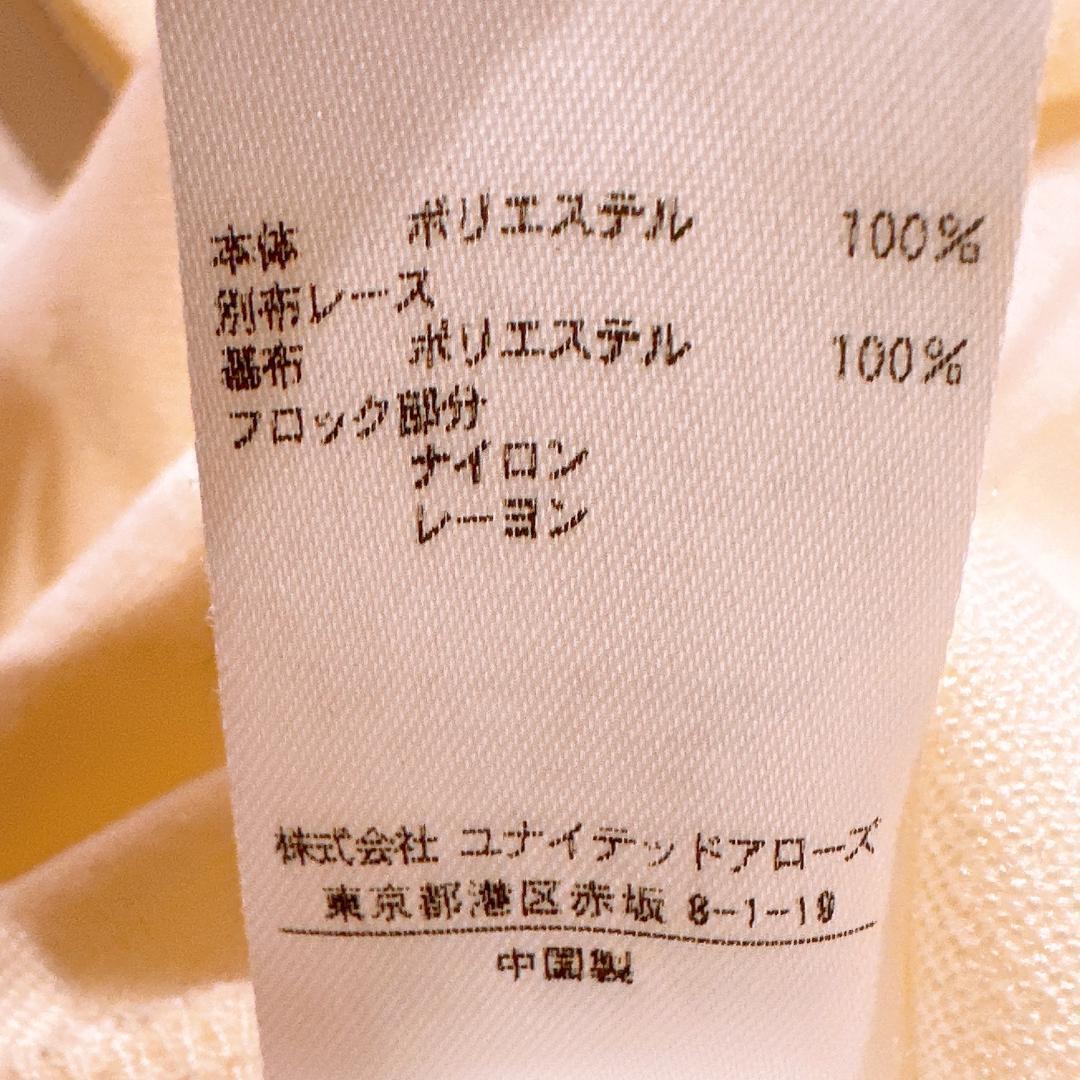 本体 ポリエステル 100%
別布レース
基布 ポリエステル 100%
フロック部分
ナイロン
レーヨン
株式会社 ユナイテッドアローズ
東京都港区赤坂 8-1-19
中国製